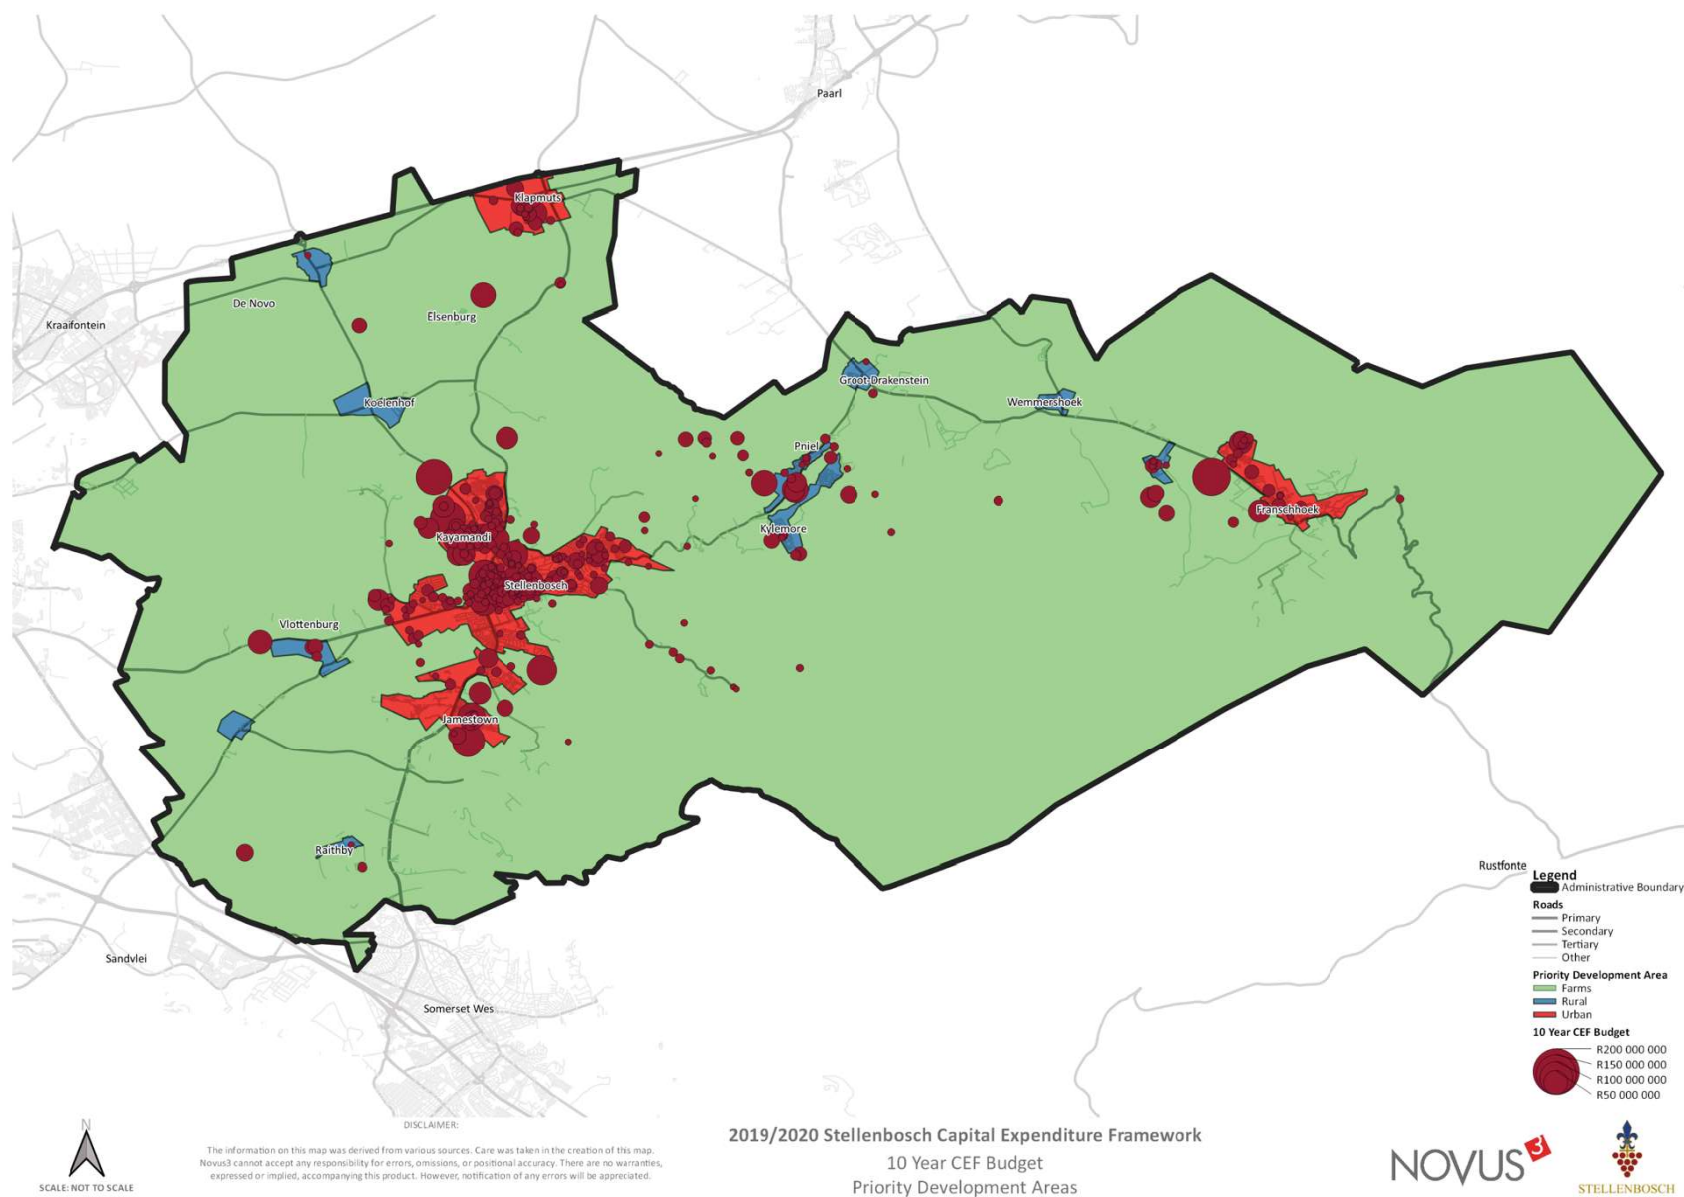 Paarl
Klapmuts
De Novo
Elsenburg
Kraaifontein
Groot-Drakenstein
Koelenhof
Wemmershoek
Pniel
Franschhoek
Kylemore
Kayamandi
Stellenbosch
Vlottenburg
Jamestown
Raithby
Rustfonte
Sandvlei
Somerset Wes
Legend
Administrative Boundary
Roads
Primary
Secondary
Tertiary
Other
Priority Development Area
Farms
Rural
Urban
10 Year CEF Budget
R200 000 000
R150 000 000
R100 000 000
R50 000 000
N
SCALE: NOT TO SCALE
DISCLAIMER:
The information on this map was derived from various sources. Care was taken in the creation of this map.
Novus3 cannot accept any responsibility for errors, omissions, or positional accuracy. There are no warranties,
expressed or implied, accompanying this product. However, notification of any errors will be appreciated.
2019/2020 Stellenbosch Capital Expenditure Framework
10 Year CEF Budget
Priority Development Areas
NOVUS3
STELLENBOSCH